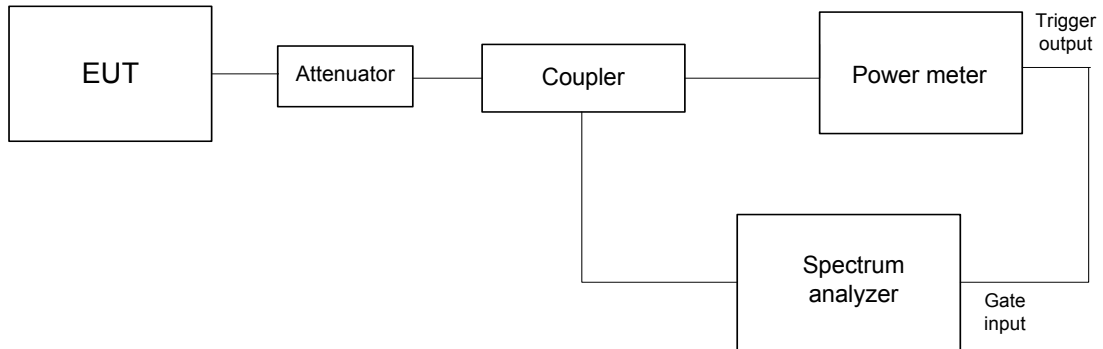 EUT
Attenuator
Coupler
Power meter
Trigger
output
Spectrum
analyzer
Gate
input